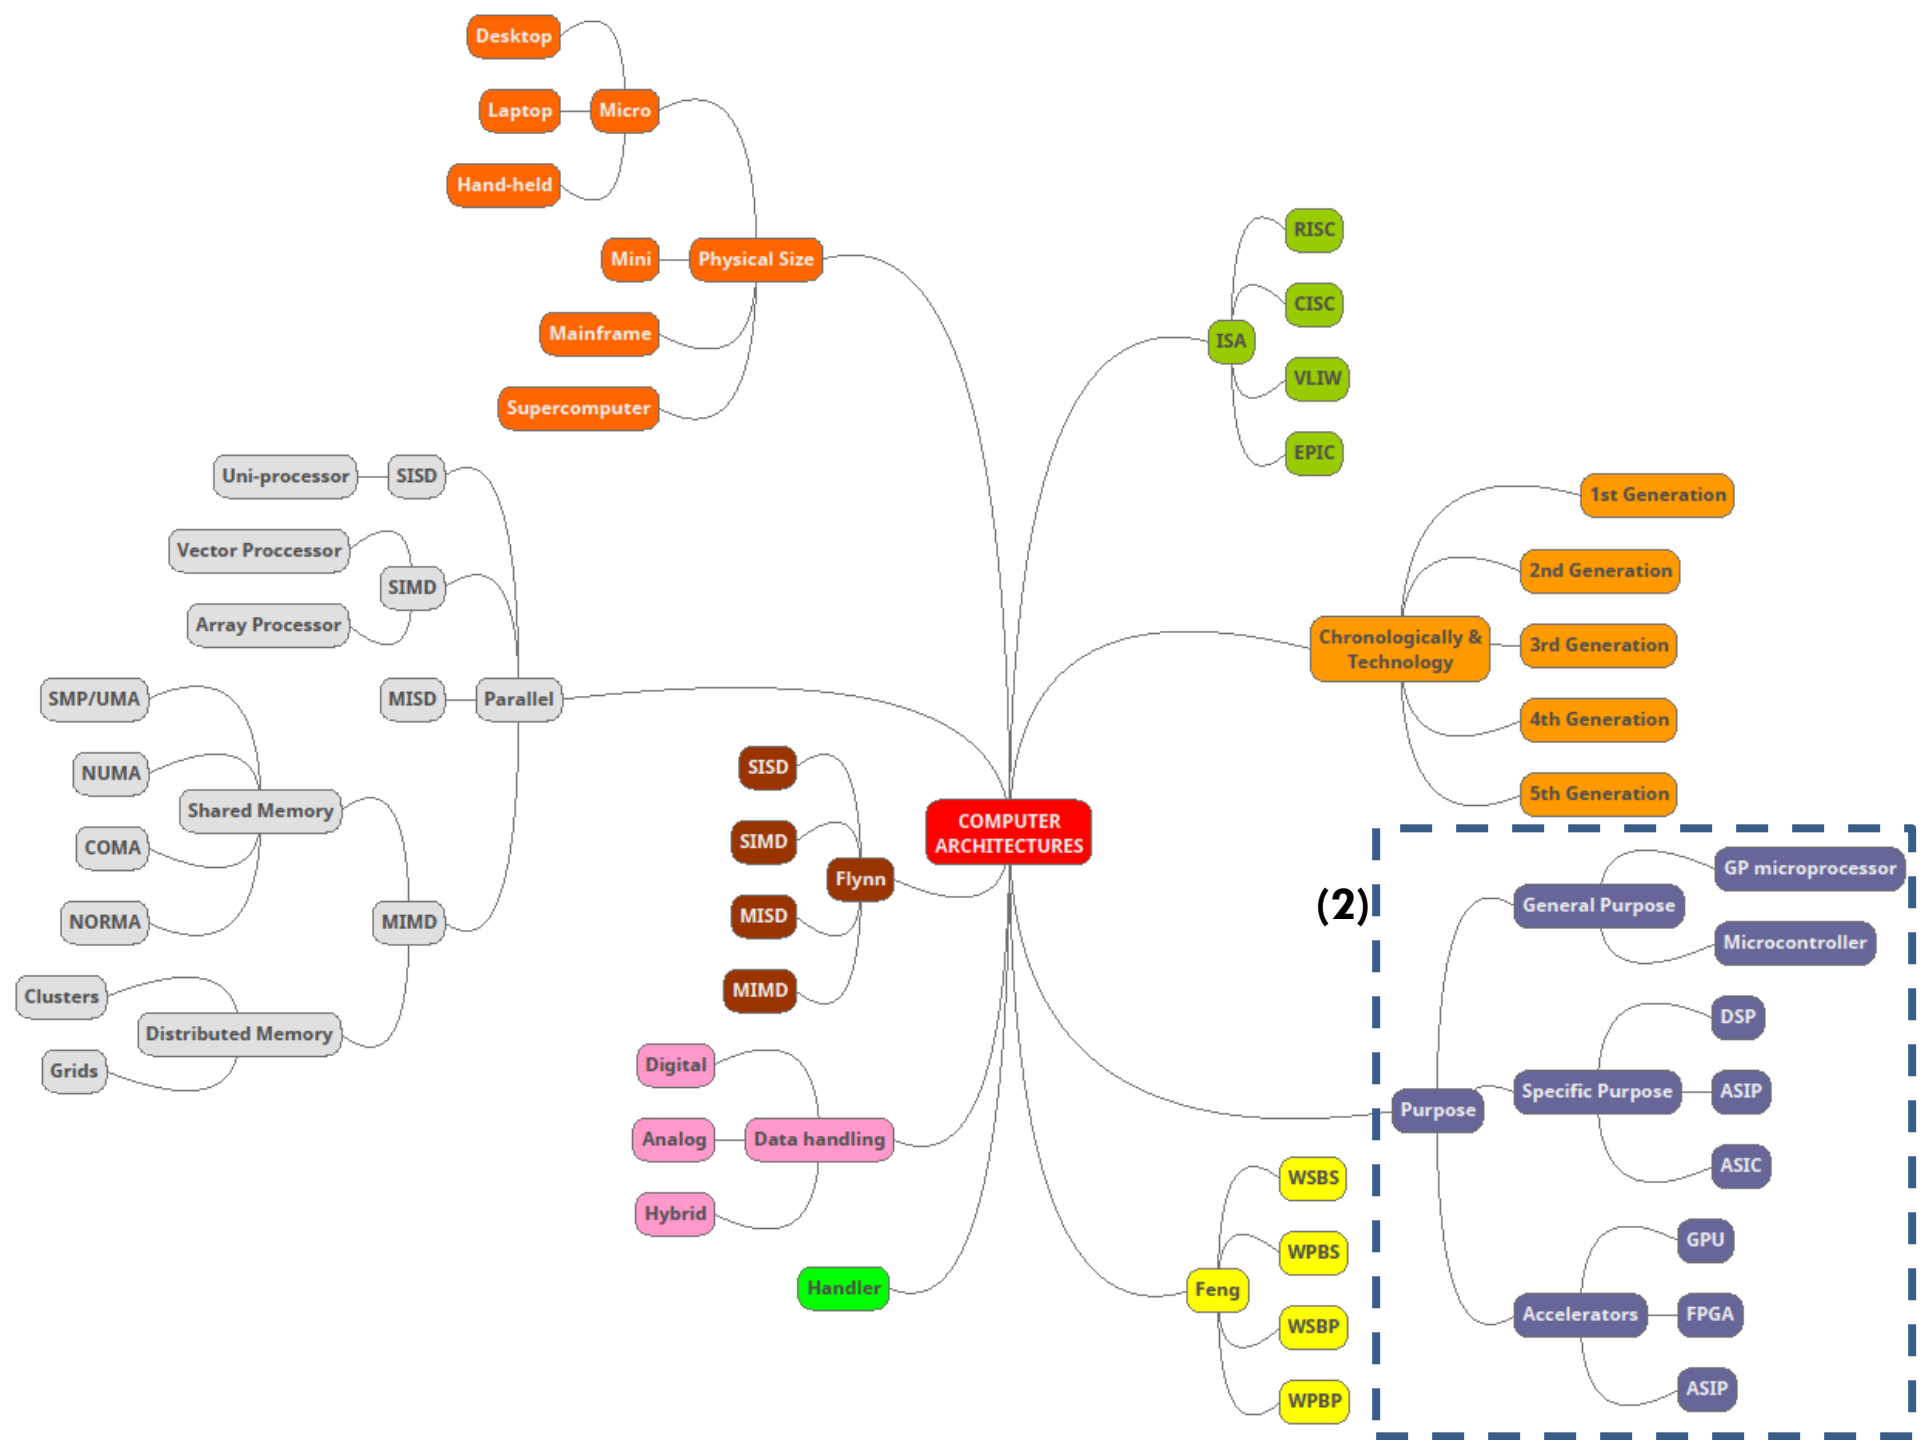 Desktop
Laptop
Micro
Hand-held
Mini
Physical Size
Mainframe
Supercomputer
RISC
CISC
ISA
VLIW
EPIC
Uni-processor
SISD
Vector Proccessor
SIMD
Array Processor
SMP/UMA
MISD
Parallel
NUMA
Shared Memory
COMA
NORMA
MIMD
Clusters
Distributed Memory
Grids
1st Generation
2nd Generation
Chronologically &
Technology
3rd Generation
4th Generation
5th Generation
SISD
SIMD
Flynn
MISD
MIMD
COMPUTER
ARCHITECTURES
(2)
GP microprocessor
General Purpose
Microcontroller
DSP
Purpose
Specific Purpose
ASIP
ASIC
GPU
Accelerators
FPGA
ASIP
Digital
Analog
Data handling
Hybrid
Handler
WSBS
WPBS
Feng
WSBP
WPBP